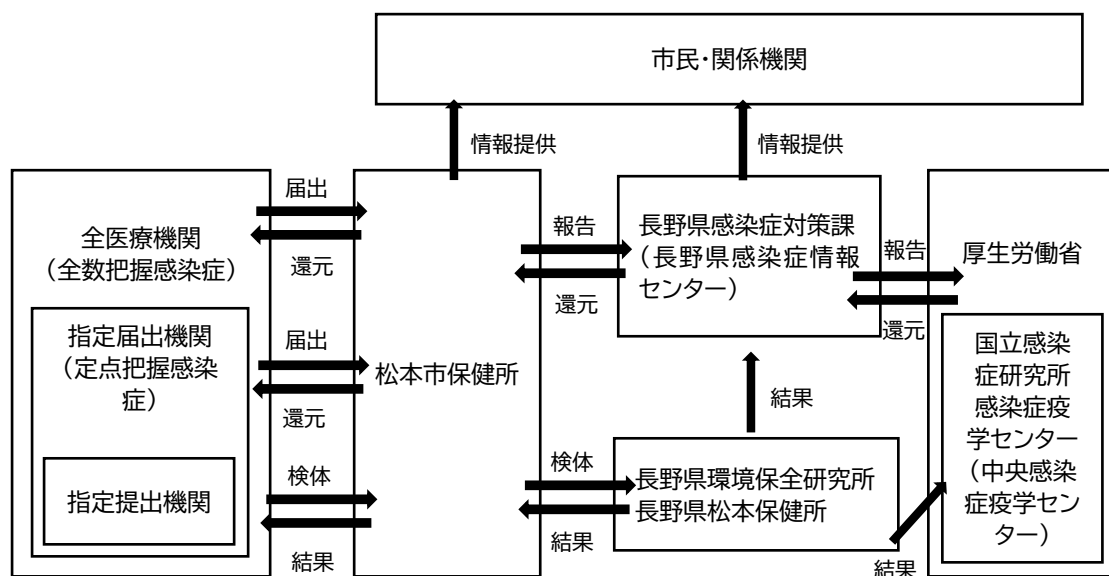 市民・関係機関
情報提供
情報提供
全医療機関
（全数把握感染症）
届出
還元
指定届出機関
（定点把握感染
症）
届出
還元
指定提出機関
検体
結果
松本市保健所
報告
還元
検体
結果
長野県感染症対策課
（長野県感染症情報
センター）
結果
長野県環境保全研究所
長野県松本保健所
報告
還元
結果
厚生労働省
国立感染
症研究所
感染症疫
学センター
（中央感染
症疫学セン
ター）